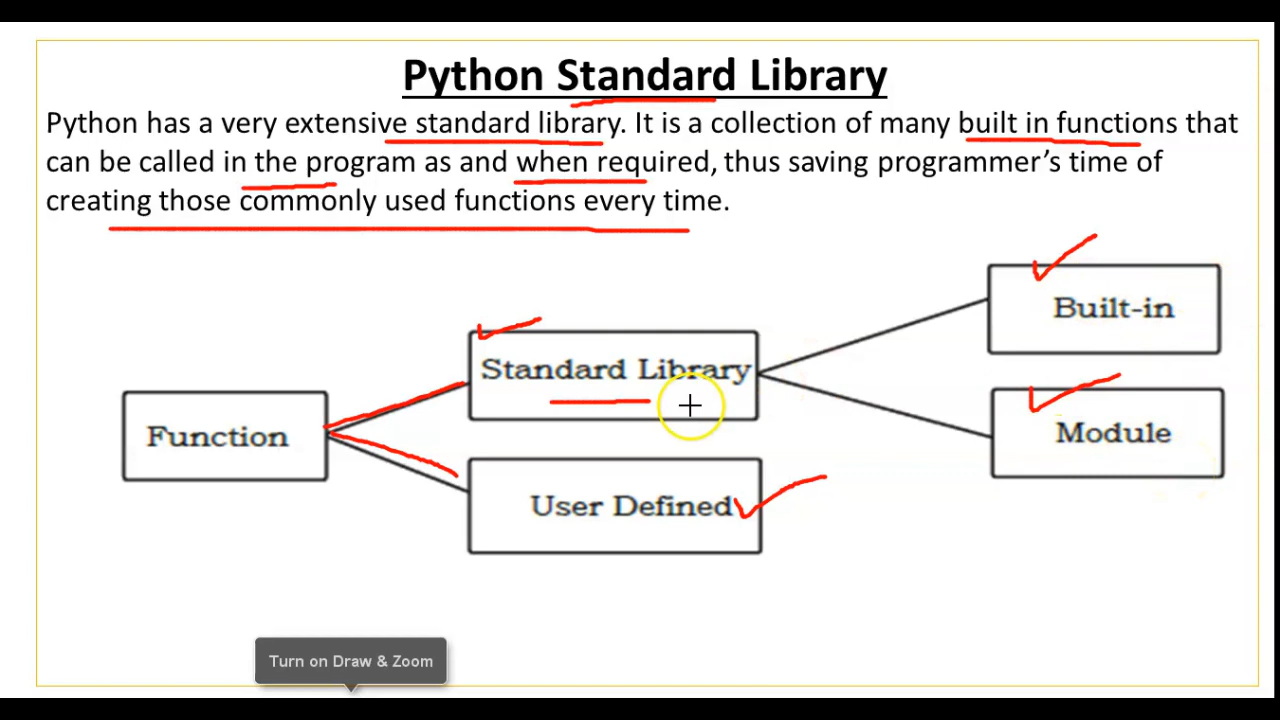 Python Standard Library
Python has a very extensive standard library. It is a collection of many built in functions that
can be called in the program as and when required, thus saving programmer’s time of
creating those commonly used functions every time.
Built-in
Standard Library
Function
Module
User Defined
Turn on Draw & Zoom